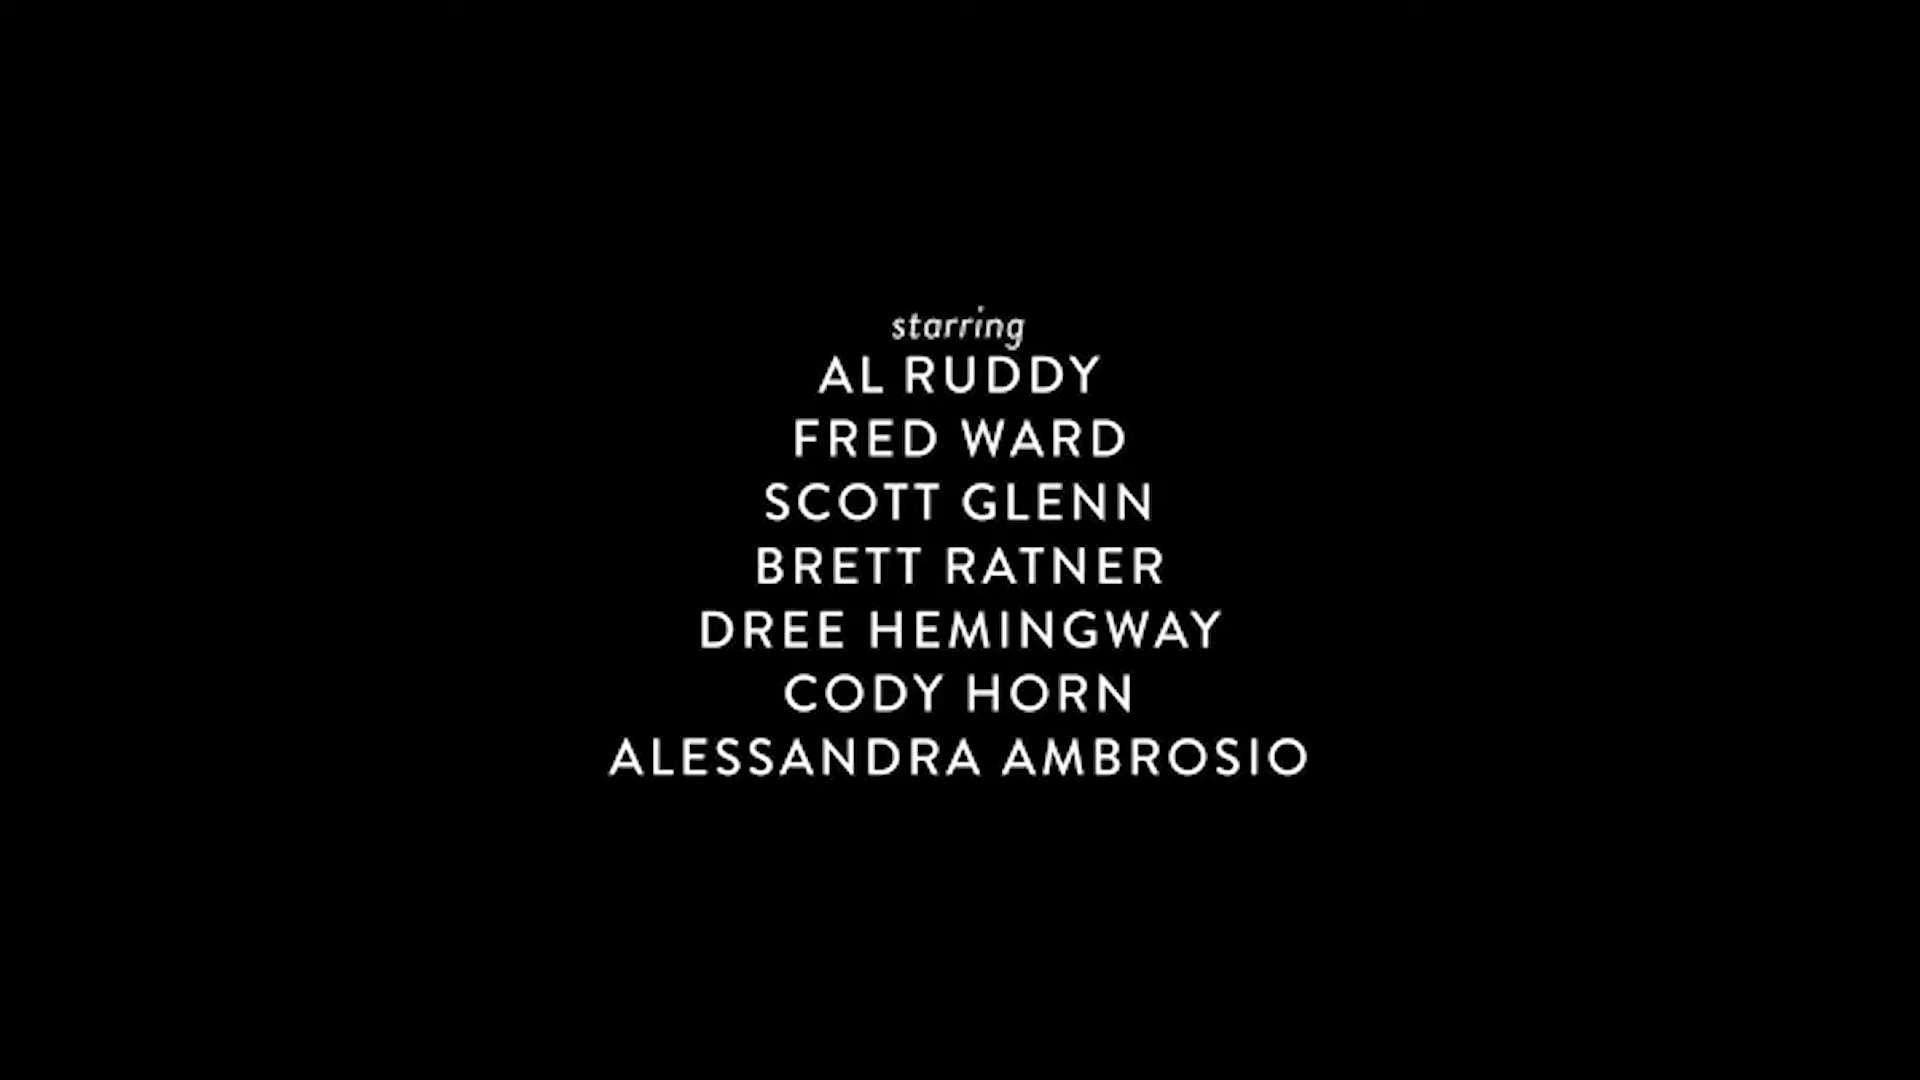 starring
AL RUDDY
FRED WARD
SCOTT GLENN
BRETT RATNER
DREE HEMINGWAY
CODY HORN
ALESSANDRA AMBROSIO